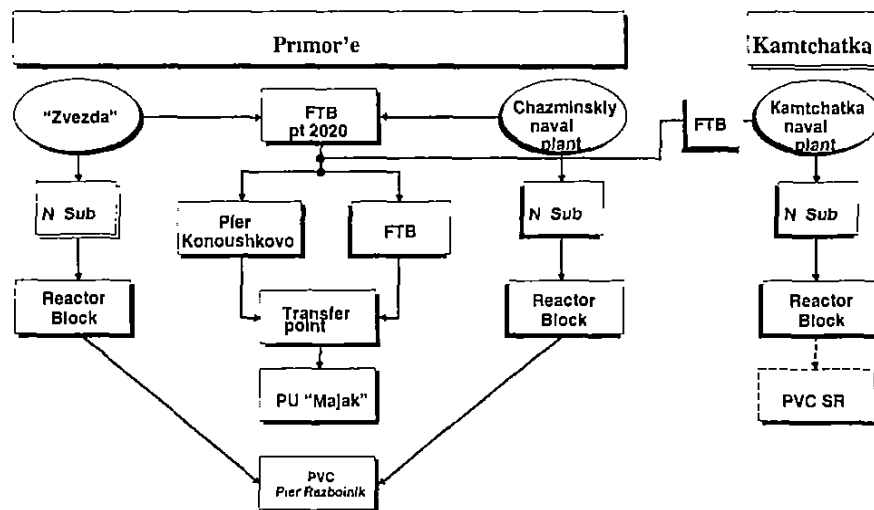 Primor'e
Kamtchatka
"Zvezda"
FTB
pt 2020
Chazminskly
naval
plant
FTB
Kamtchatka
naval
plant
N Sub
Pier
Konoushkovo
FTB
N Sub
N Sub
Reactor
Block
Transfer
point
Reactor
Block
Reactor
Block
PU "Majak"
PVC SR
PVC
Pier Razboinik